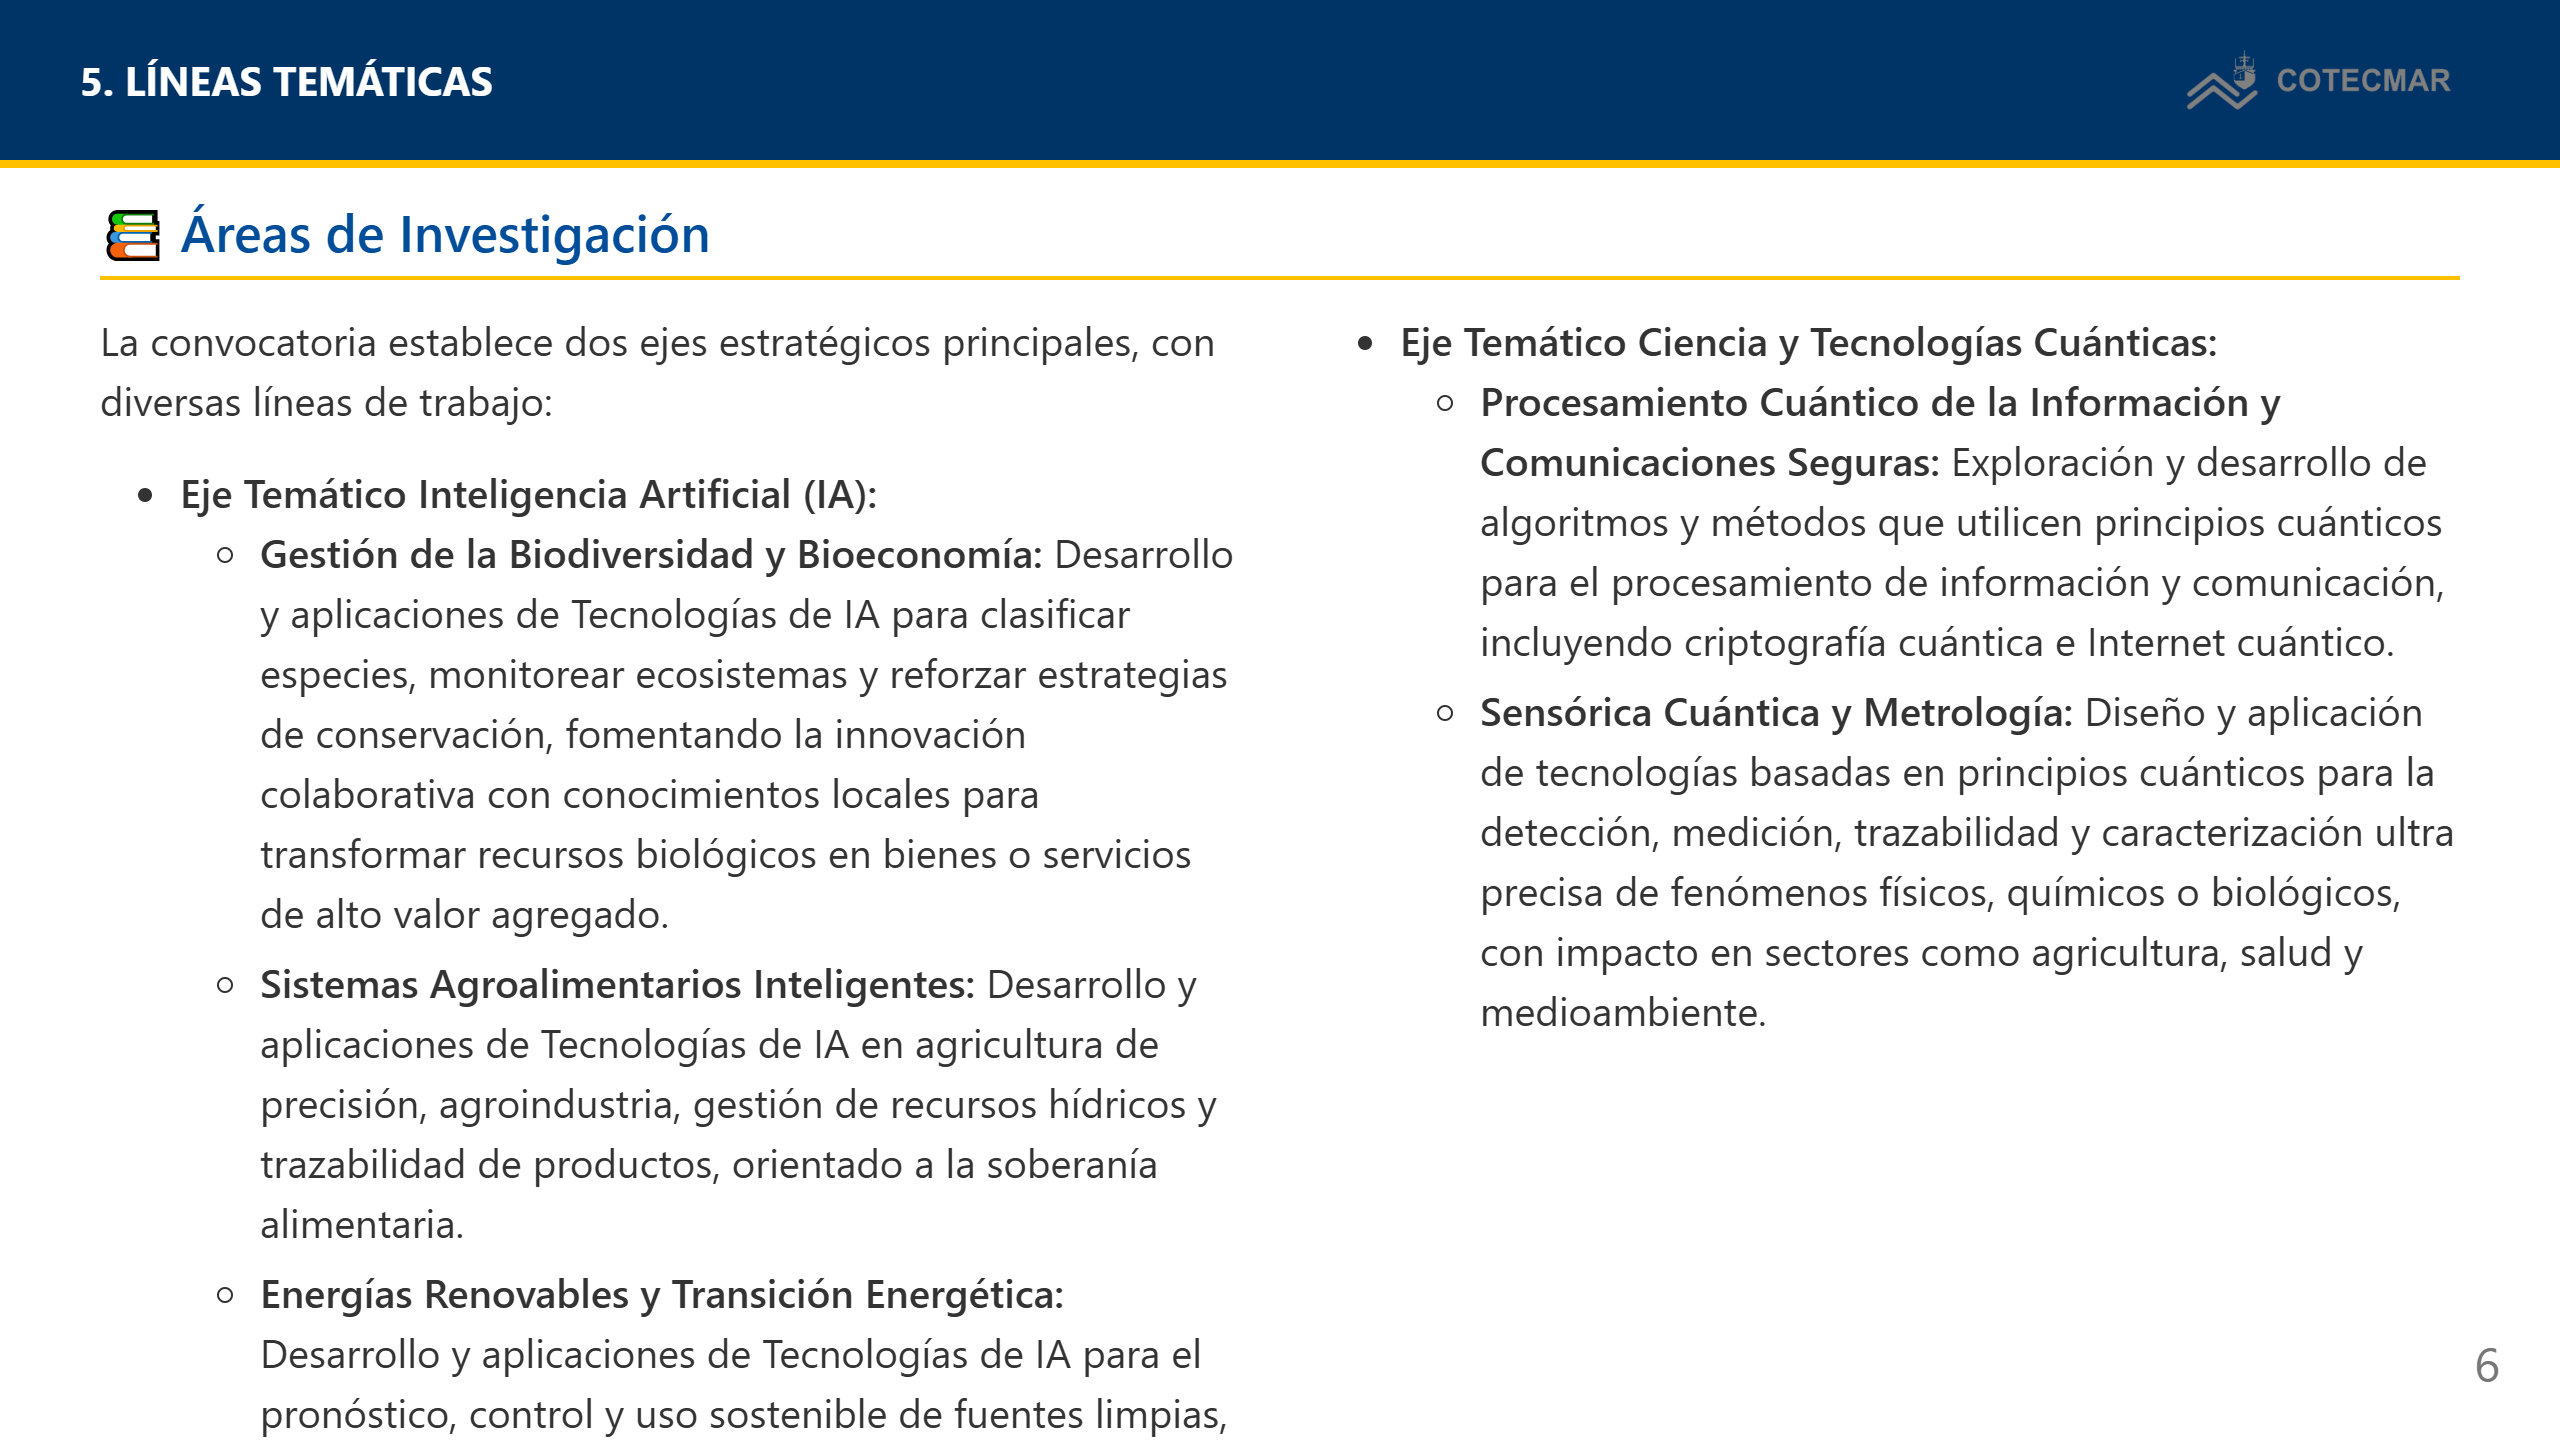 5. LÍNEAS TEMÁTICAS
COTECMAR
Áreas de Investigación
La convocatoria establece dos ejes estratégicos principales, con
diversas líneas de trabajo:
• Eje Temático Inteligencia Artificial (IA):
○ Gestión de la Biodiversidad y Bioeconomía: Desarrollo
y aplicaciones de Tecnologías de IA para clasificar
especies, monitorear ecosistemas y reforzar estrategias
de conservación, fomentando la innovación
colaborativa con conocimientos locales para
transformar recursos biológicos en bienes o servicios
de alto valor agregado.
○ Sistemas Agroalimentarios Inteligentes: Desarrollo y
aplicaciones de Tecnologías de IA en agricultura de
precisión, agroindustria, gestión de recursos hídricos y
trazabilidad de productos, orientado a la soberanía
alimentaria.
○ Energías Renovables y Transición Energética:
Desarrollo y aplicaciones de Tecnologías de IA para el
pronóstico, control y uso sostenible de fuentes limpias,
• Eje Temático Ciencia y Tecnologías Cuánticas:
○ Procesamiento Cuántico de la Información y
Comunicaciones Seguras: Exploración y desarrollo de
algoritmos y métodos que utilicen principios cuánticos
para el procesamiento de información y comunicación,
incluyendo criptografía cuántica e Internet cuántico.
○ Sensórica Cuántica y Metrología: Diseño y aplicación
de tecnologías basadas en principios cuánticos para la
detección, medición, trazabilidad y caracterización ultra
precisa de fenómenos físicos, químicos o biológicos,
con impacto en sectores como agricultura, salud y
medioambiente.
6